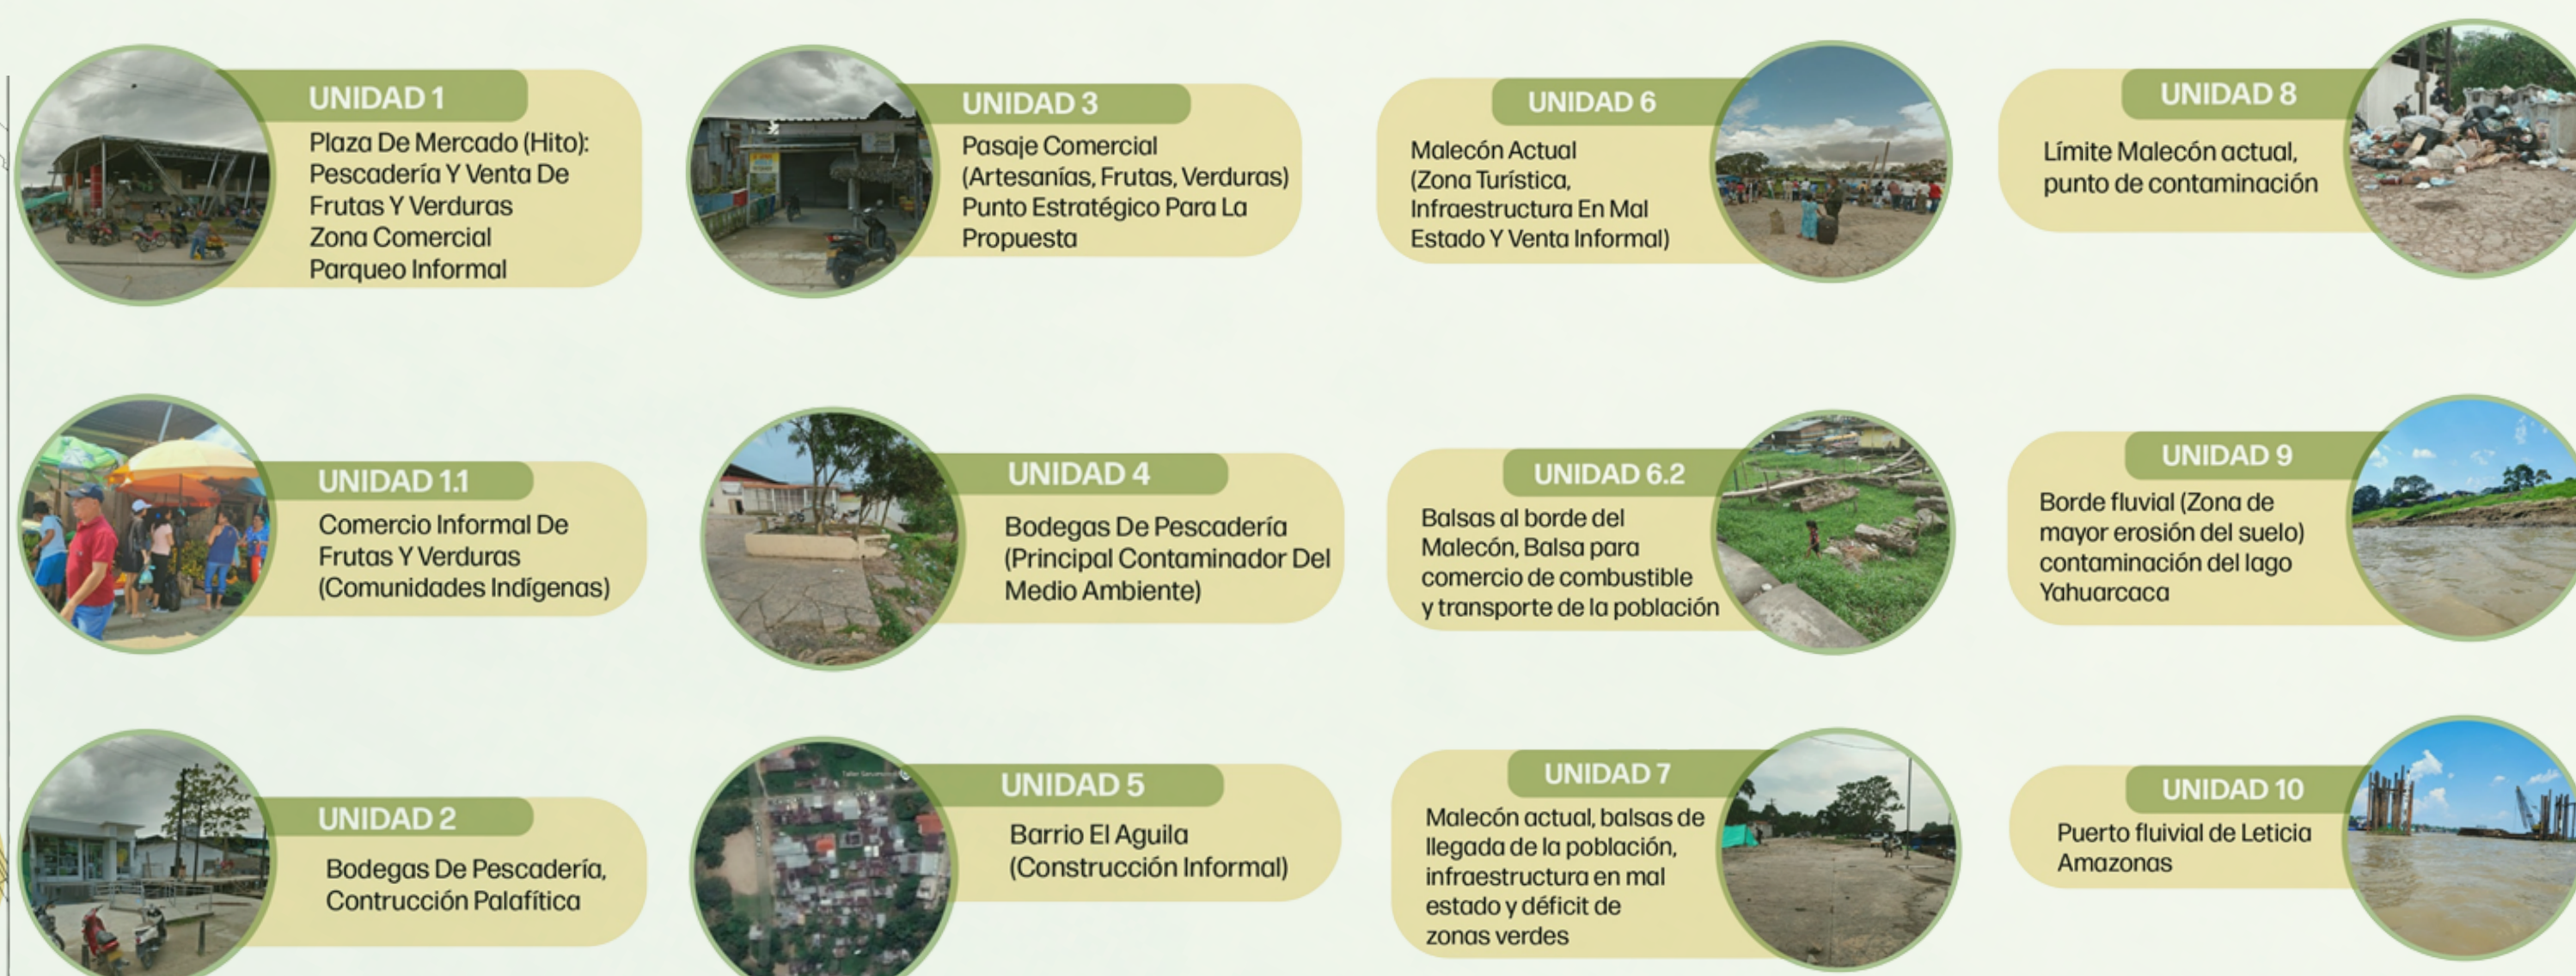 UNIDAD 1
Plaza De Mercado (Hito):
Pescadería Y Venta De
Frutas Y Verduras
Zona Comercial
Parqueo Informal
UNIDAD 1.1
Comercio Informal De
Frutas Y Verduras
(Comunidades Indígenas)
UNIDAD 2
Bodegas De Pescadería,
Contrucción Palafítica
UNIDAD 3
Pasaje Comercial
(Artesanías, Frutas, Verduras)
Punto Estratégico Para La
Propuesta
UNIDAD 4
Bodegas De Pescadería
(Principal Contaminador Del
Medio Ambiente)
UNIDAD 5
Barrio El Aguila
(Construcción Informal)
UNIDAD 6
Malecón Actual
(Zona Turística,
Infraestructura En Mal
Estado Y Venta Informal)
UNIDAD 6.2
Balsas al borde del
Malecón, Balsa para
comercio de combustible
y transporte de la población
UNIDAD 7
Malecón actual, balsas de
llegada de la población,
infraestructura en mal
estado y déficit de
zonas verdes
UNIDAD 8
Límite Malecón actual,
punto de contaminación
UNIDAD 9
Borde fluvial (Zona de
mayor erosión del suelo)
contaminación del lago
Yahuarcaca
UNIDAD 10
Puerto fluivial de Leticia
Amazonas